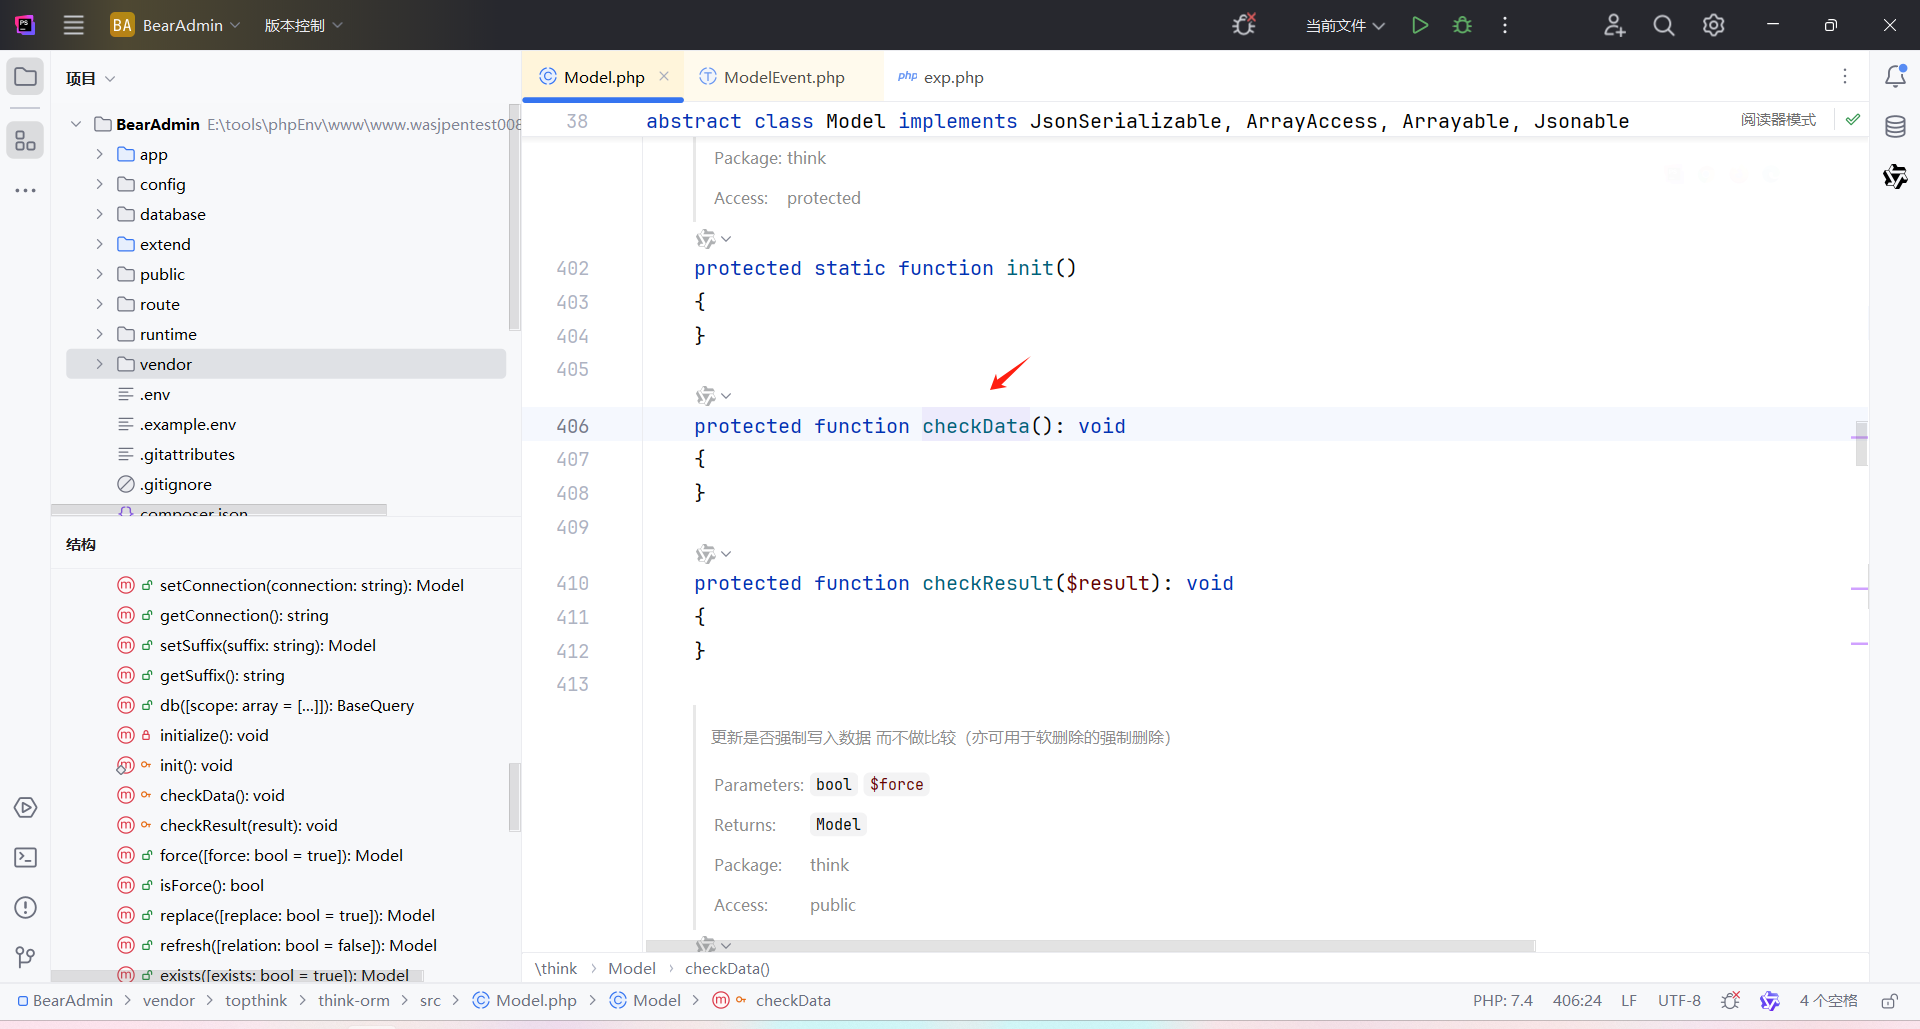 PS
BA BearAdmin 版本控制 当前文件
项目
BearAdmin E:\tools\phpEnv\www\www.wasjpentest008
app
config
database
extend
public
route
runtime
vendor
.env
.example.env
.gitattributes
.gitignore
composer.json
结构
setConnection(connection: string): Model
getConnection(): string
setSuffix(suffix: string): Model
getSuffix(): string
db([scope: array = [...]]): BaseQuery
initialize(): void
init(): void
checkData(): void
checkResult(result): void
force([force: bool = true]): Model
isForce(): bool
replace([replace: bool = true]): Model
refresh([relation: bool = false]): Model
exists([exists: bool = true]): Model
Model.php ModelEvent.php php exp.php
38 abstract class Model implements JsonSerializable, ArrayAccess, Arrayable, Jsonable 阅读器模式
Package: think
Access: protected
402 protected static function init()
403 {
404 }
405
406 protected function checkData(): void
407 {
408 }
409
410 protected function checkResult($result): void
411 {
412 }
413
更新是否强制写入数据 而不做比较（亦可用于软删除的强制删除）
Parameters: bool $force
Returns: Model
Package: think
Access: public
\think Model checkData()
BearAdmin vendor topthink think-orm src Model.php Model checkData PHP: 7.4 406:24 LF UTF-8 4 个空格